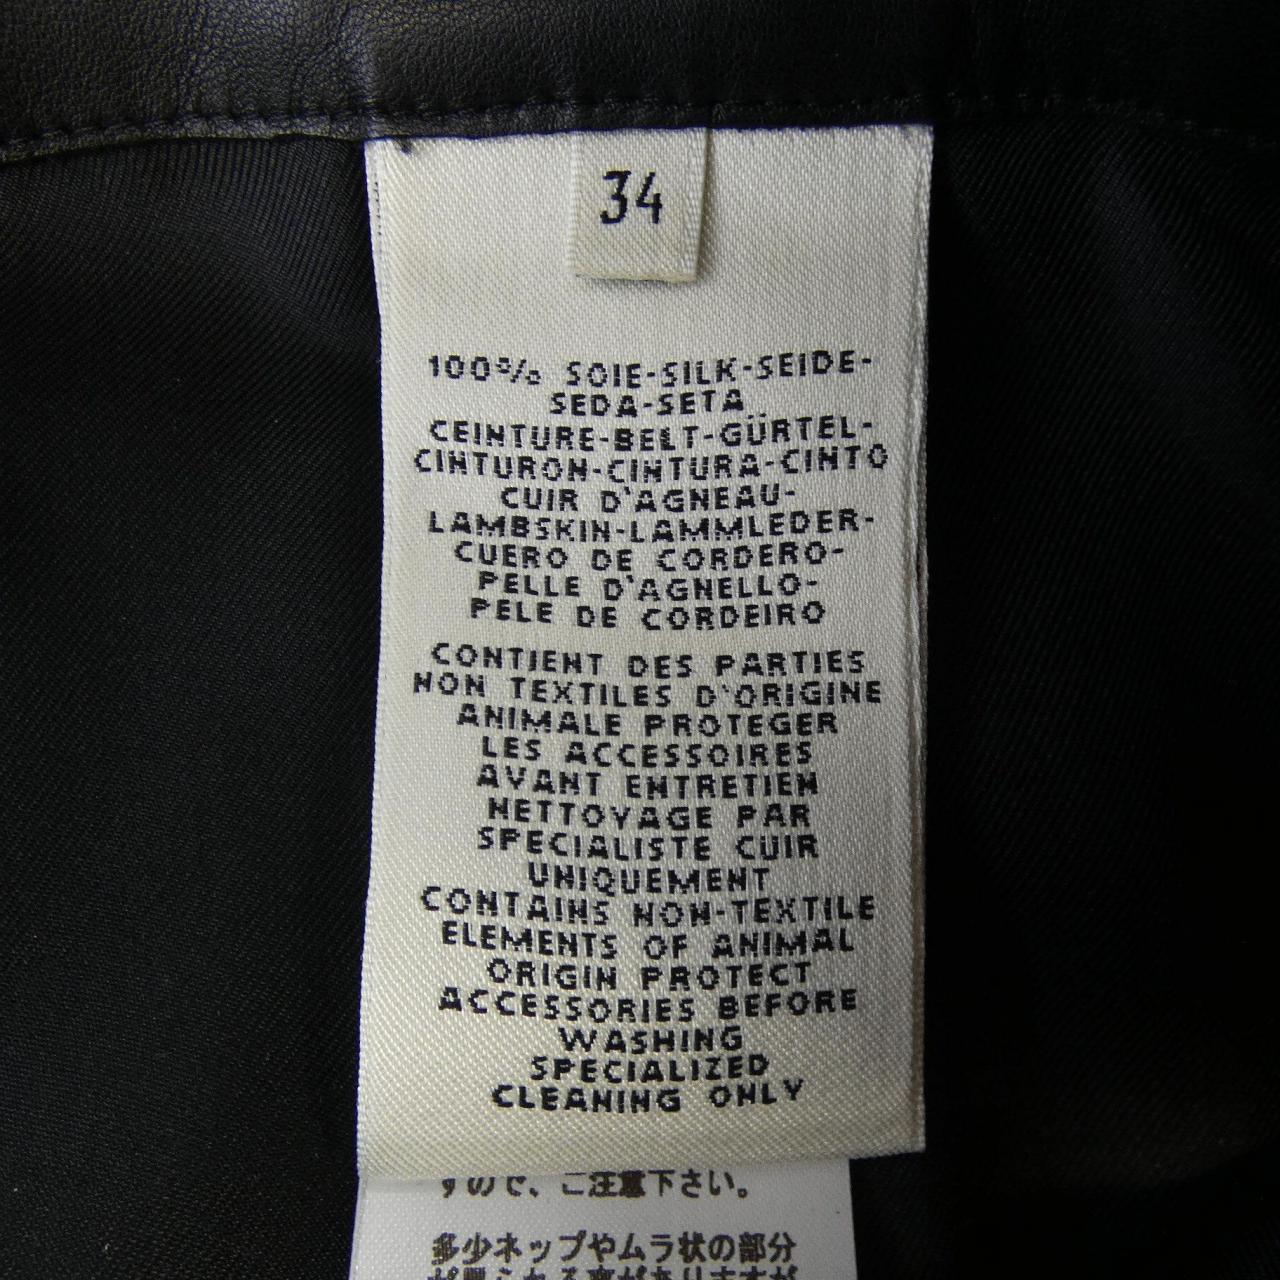 34
100% SOIE-SILK-SEIDE-
SEDA-SETA
CEINTURE-BELT-GÜRTEL-
CINTURON-CINTURA-CINTO
CUIR D'AGNEAU-
LAMBSKIN-LAMMLEDER-
CUERO DE CORDERO-
PELLE D'AGNELLO-
PELE DE CORDEIRO
CONTIENT DES PARTIES
NON TEXTILES D'ORIGINE
ANIMALE PROTEGER
LES ACCESSOIRES
AVANT ENTRETIEN
NETTOYAGE PAR
SPECIALISTE CUIR
UNIQUEMENT
CONTAINS NON-TEXTILE
ELEMENTS OF ANIMAL
ORIGIN PROTECT
ACCESSORIES BEFORE
WASHING
SPECIALIZED
CLEANING ONLY
すので、ご注意下さい。
多少ネップやムラ状の部分